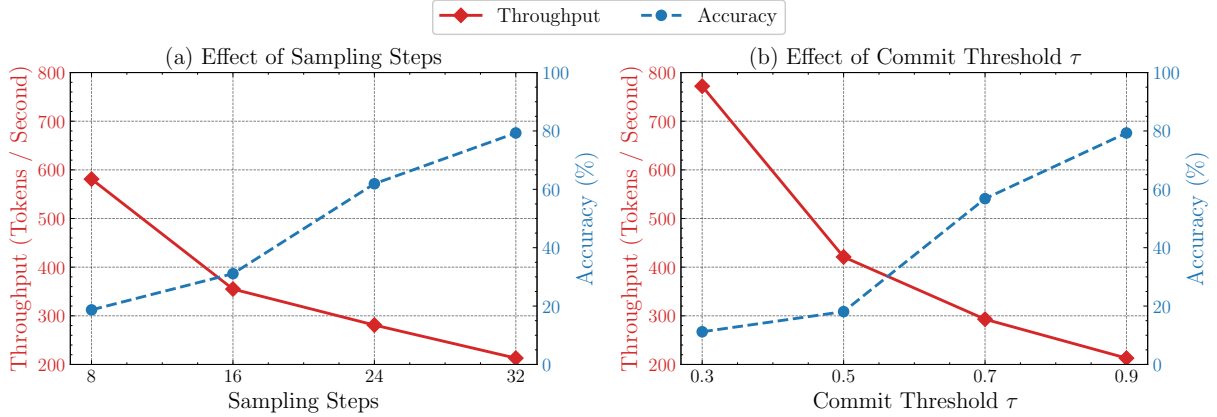 Throughput Accuracy
(a) Effect of Sampling Steps
Throughput (Tokens / Second)
800
700
600
500
400
300
200
100
80
60
40
20
0
Accuracy (%)
8 16 24 32
Sampling Steps
(b) Effect of Commit Threshold τ
Throughput (Tokens / Second)
800
700
600
500
400
300
200
100
80
60
40
20
0
Accuracy (%)
0.3 0.5 0.7 0.9
Commit Threshold τ